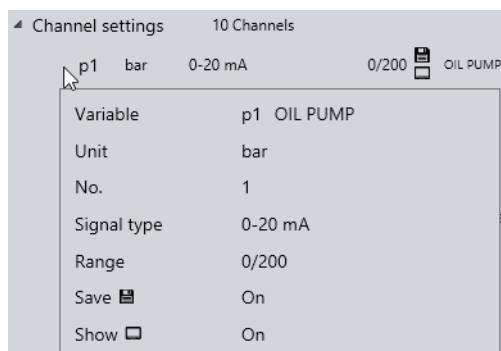 Channel settings 10 Channels
p1 bar 0-20 mA 0/200 OIL PUMP
Variable p1 OIL PUMP
Unit bar
No. 1
Signal type 0-20 mA
Range 0/200
Save On
Show On